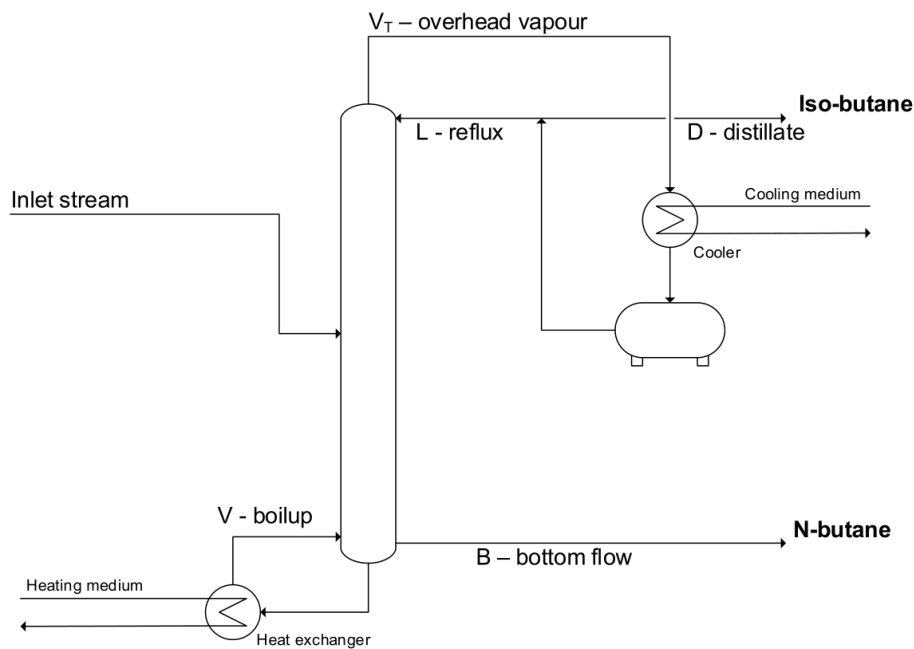 V_T – overhead vapour
Iso-butane
L - reflux
D - distillate
Inlet stream
Cooling medium
Cooler
V - boilup
N-butane
B – bottom flow
Heating medium
Heat exchanger